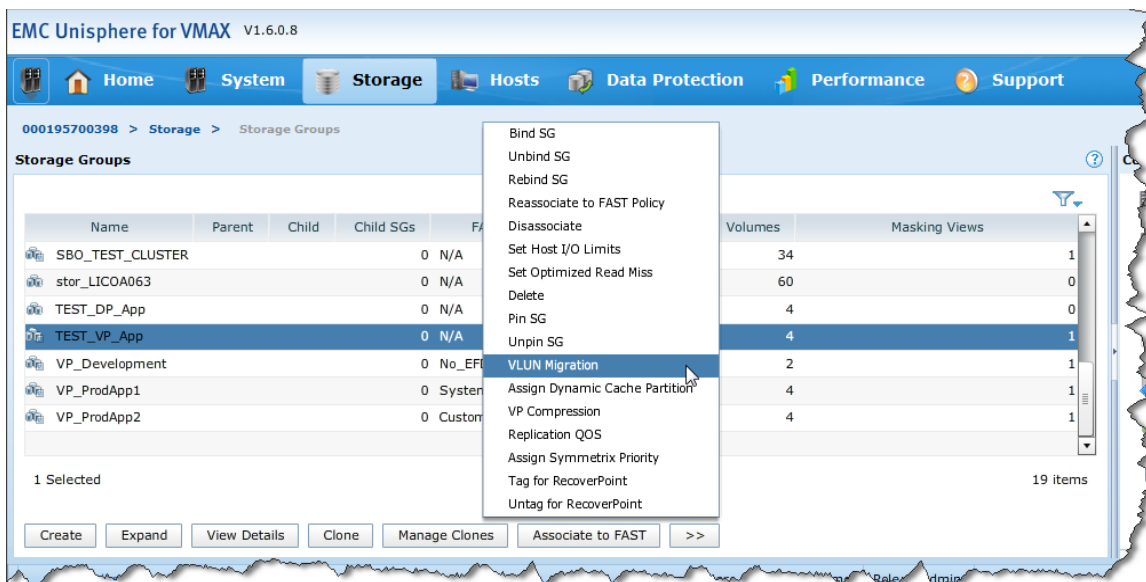 EMC Unisphere for VMAX V1.6.0.8
Home System Storage Hosts Data Protection Performance Support
000195700398 > Storage > Storage Groups
Storage Groups
Name Parent Child Child SGs Volumes Masking Views
SBO_TEST_CLUSTER 0 N/A 34 1
stor_LICOA063 0 N/A 60 0
TEST_DP_App 0 N/A 4 0
TEST_VP_App 0 N/A 4 1
VP_Development 0 No_EF 2 1
VP_ProdApp1 0 System 4 1
VP_ProdApp2 0 Custom 4 1
Bind SG
Unbind SG
Rebind SG
Reassociate to FAST Policy
Disassociate
Set Host I/O Limits
Set Optimized Read Miss
Delete
Pin SG
Unpin SG
VLUN Migration
Assign Dynamic Cache Partition
VP Compression
Replication QOS
Assign Symmetrix Priority
Tag for RecoverPoint
Untag for RecoverPoint
1 Selected 19 items
Create Expand View Details Clone Manage Clones Associate to FAST >>